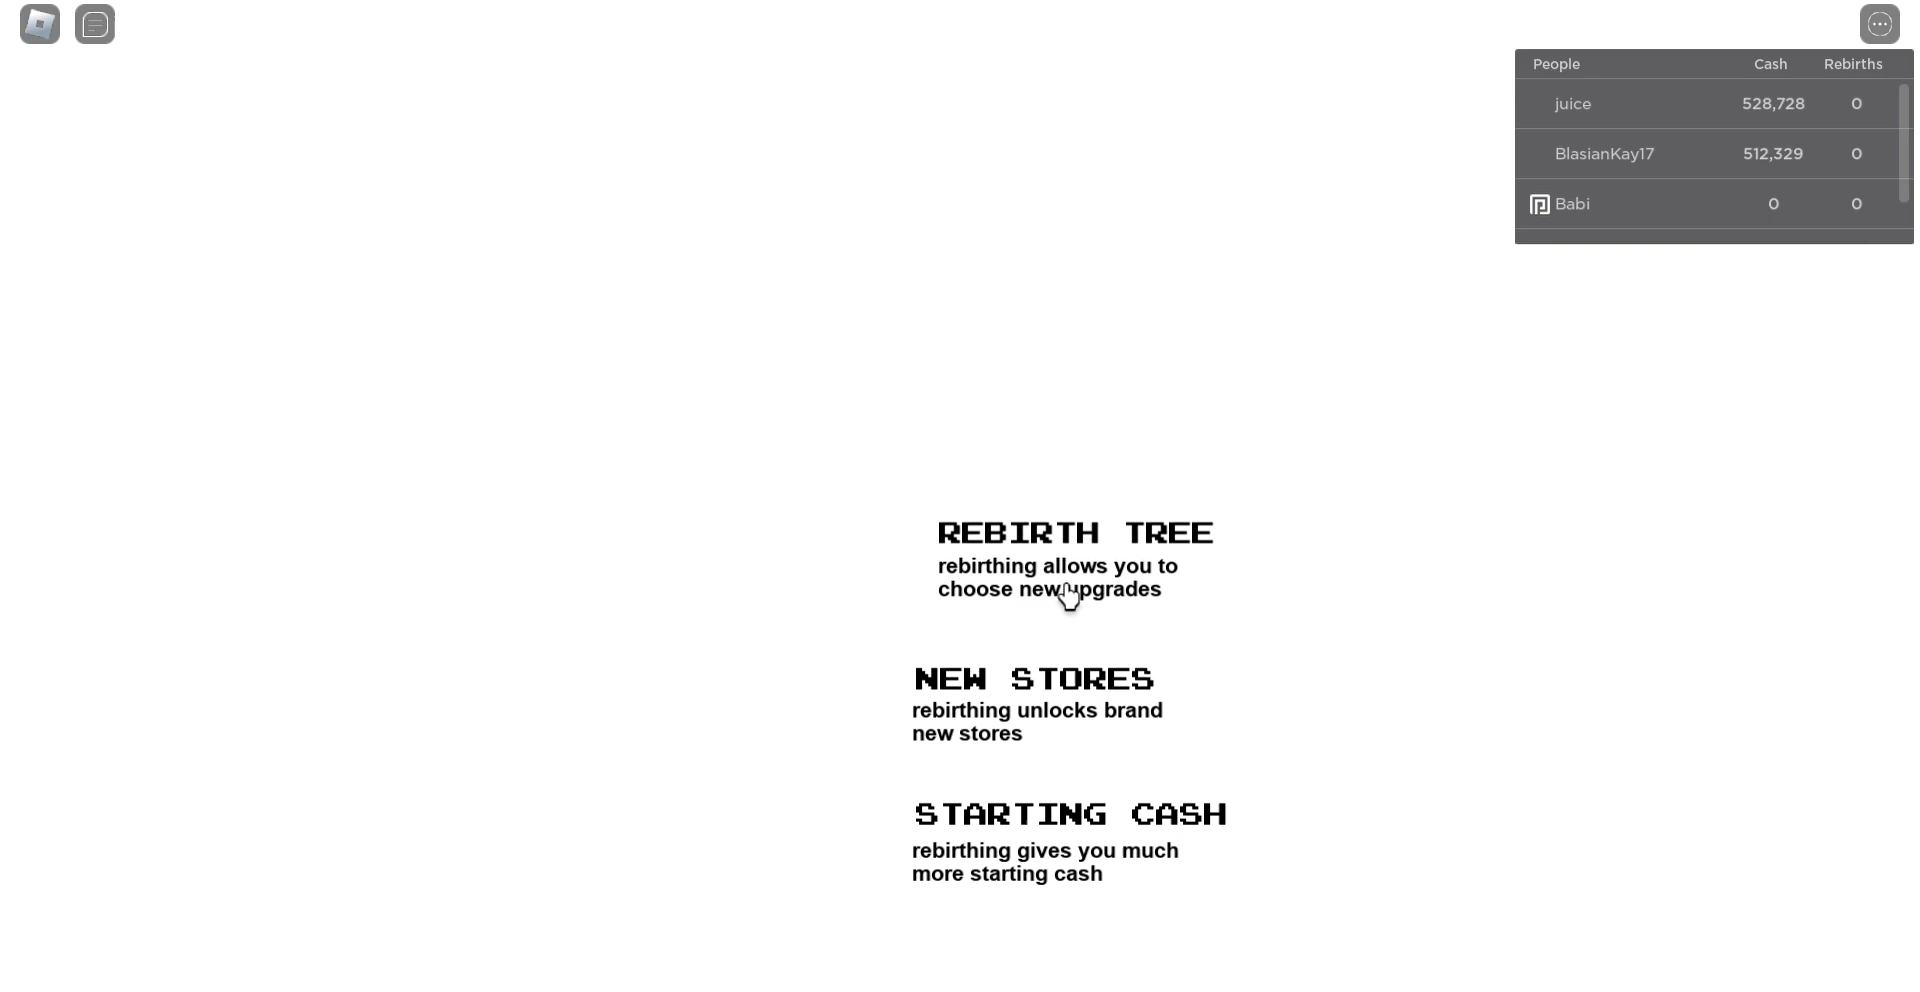 People Cash Rebirths
juice 528,728 0
BlasianKay17 512,329 0
Babi 0 0
REBIRTH TREE
rebirthing allows you to
choose new upgrades
NEW STORES
rebirthing unlocks brand
new stores
STARTING CASH
rebirthing gives you much
more starting cash